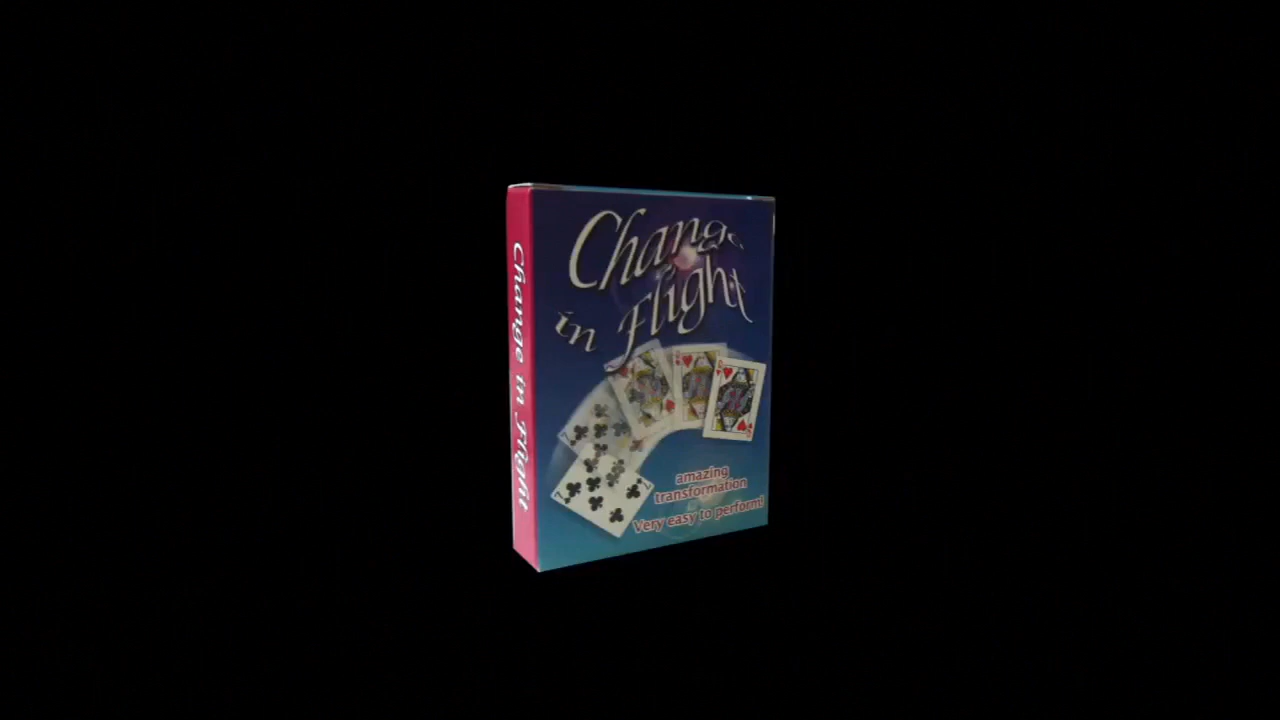 Change
in Flight
Change in Flight
amazing
transformation
Very easy to perform!